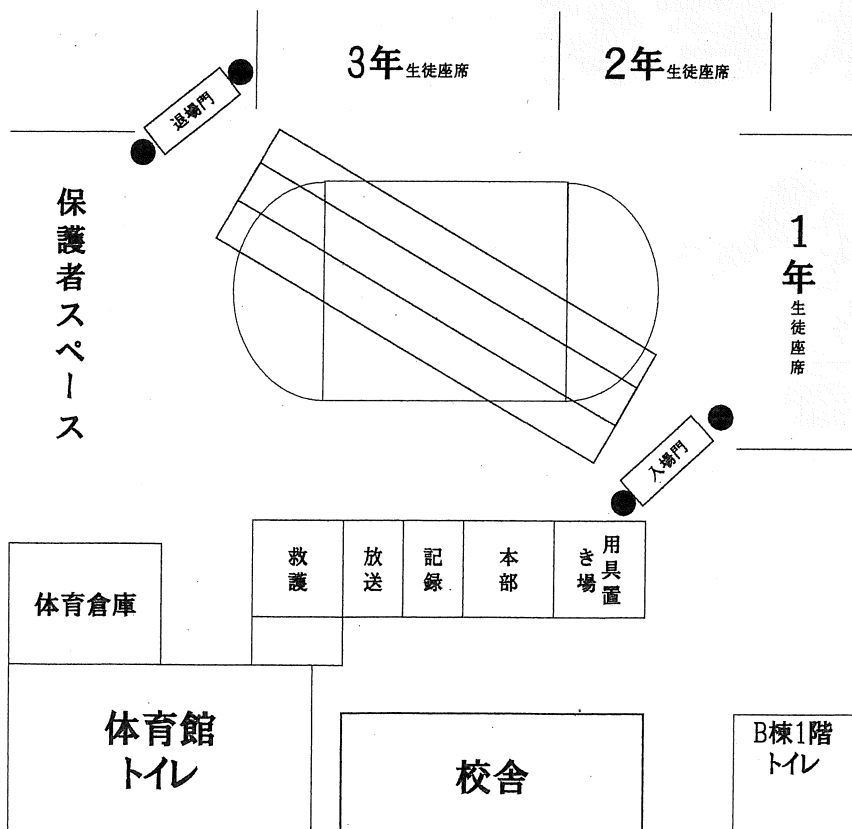 3年生徒座席
2年生徒座席
退場門
保護者スペース
1年生徒座席
入場門
救護
放送
記録
本部
用具置き場
体育倉庫
体育館
トイレ
校舎
B棟1階
トイレ